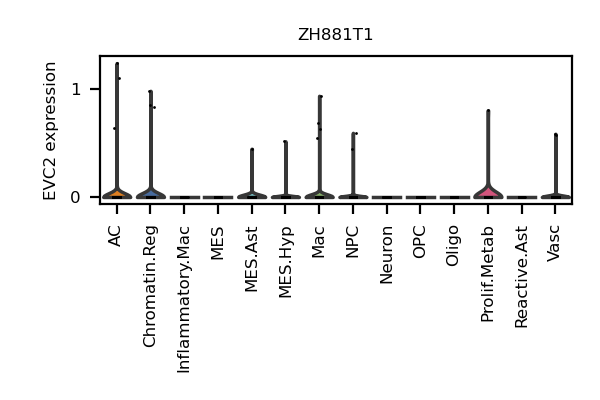 ZH881T1
EVC2 expression
1
0
AC
Chromatin.Reg
Inflammatory.Mac
MES
MES.Ast
MES.Hyp
Mac
NPC
Neuron
OPC
Oligo
Prolif.Metab
Reactive.Ast
Vasc